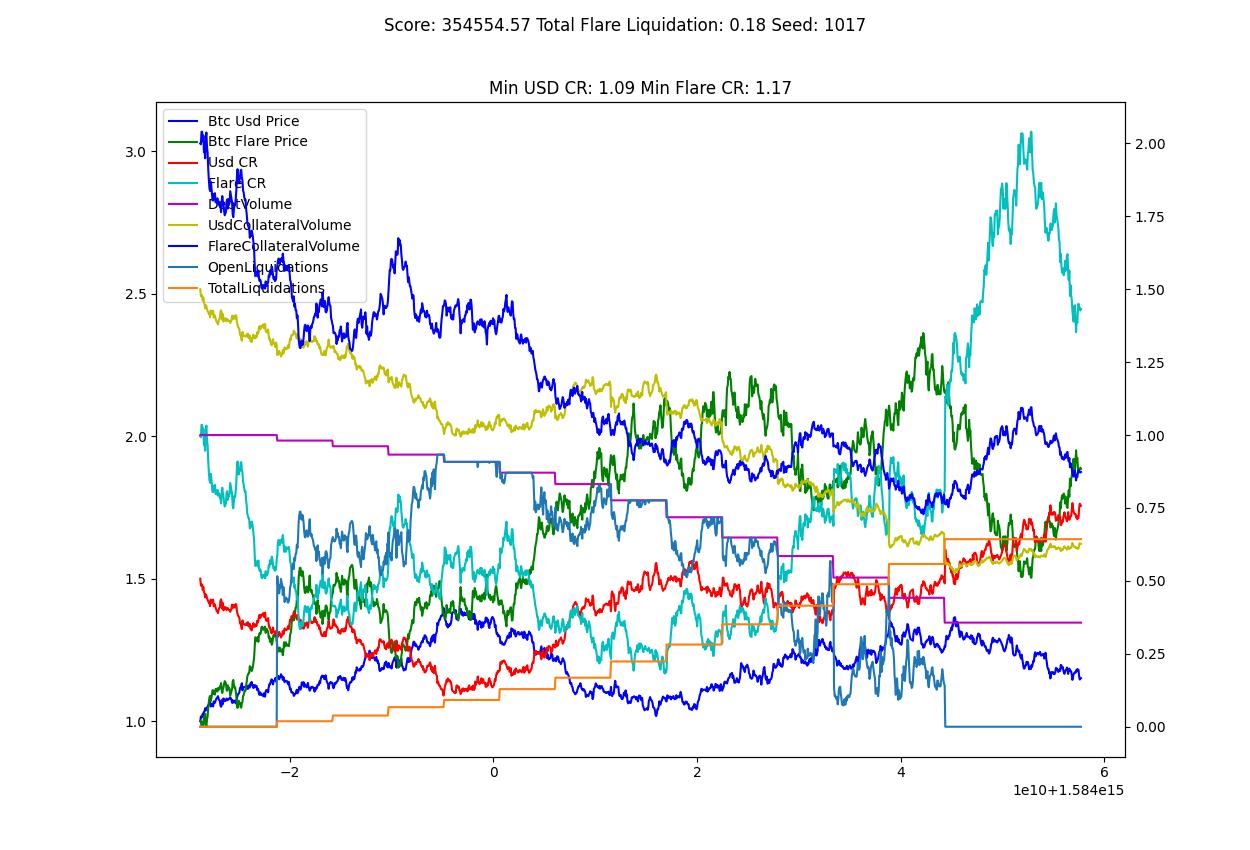 Score: 354554.57 Total Flare Liquidation: 0.18 Seed: 1017
Min USD CR: 1.09 Min Flare CR: 1.17
Btc Usd Price
Btc Flare Price
Usd CR
Flare CR
DebtVolume
UsdCollateralVolume
FlareCollateralVolume
OpenLiquidations
TotalLiquidations
3.0
2.5
2.0
1.5
1.0
2.00
1.75
1.50
1.25
1.00
0.75
0.50
0.25
0.00
−2
0
2
4
6
1e10+1.584e15